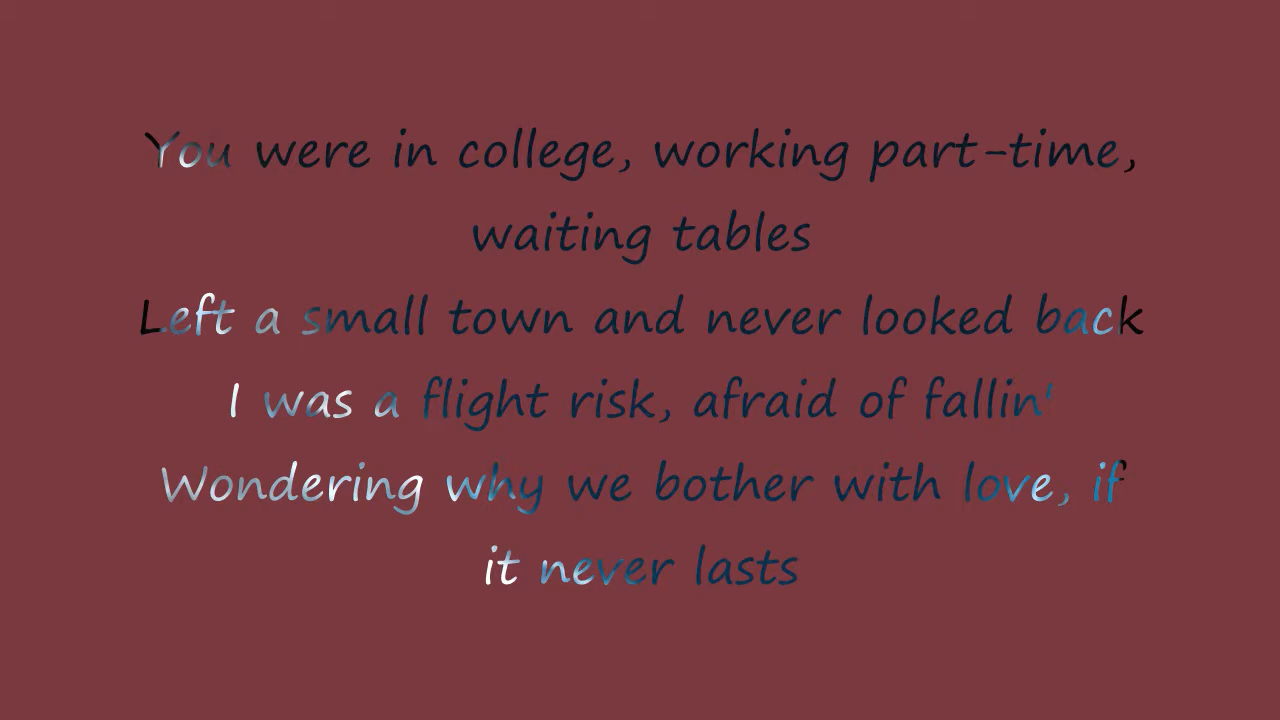 You were in college, working part-time,
waiting tables
Left a small town and never looked back
I was a flight risk, afraid of fallin'
Wondering why we bother with love, if
it never lasts